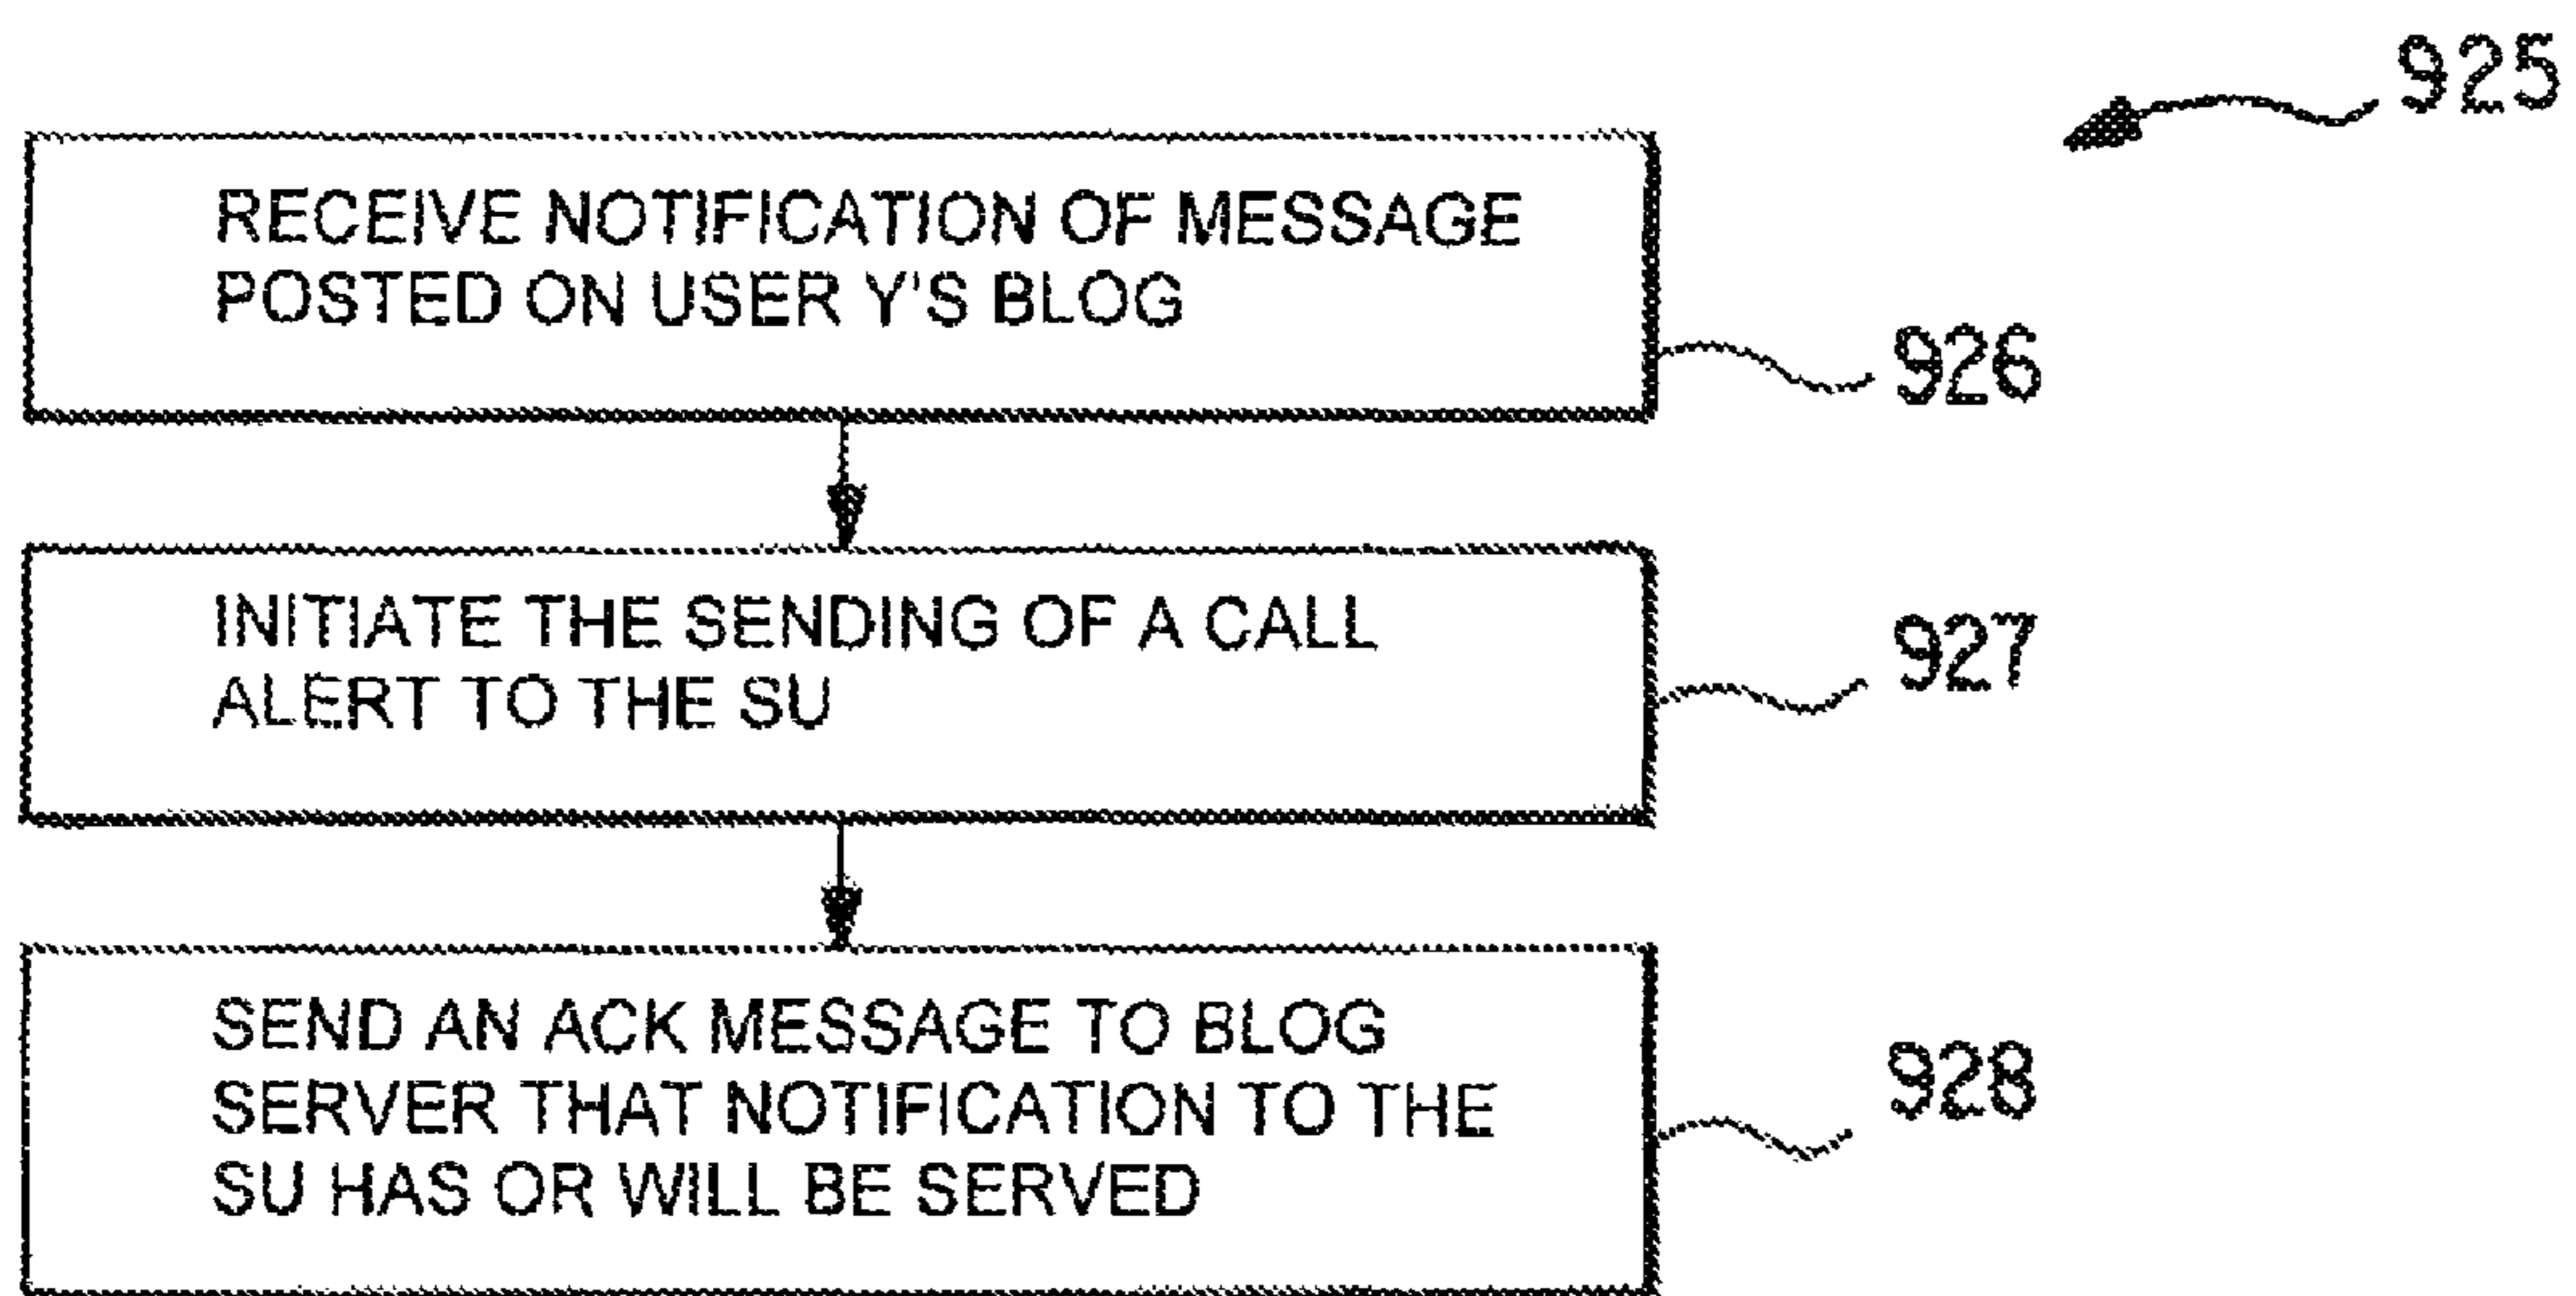 925
RECEIVE NOTIFICATION OF MESSAGE
POSTED ON USER Y'S BLOG
926
INITIATE THE SENDING OF A CALL
ALERT TO THE SU
927
SEND AN ACK MESSAGE TO BLOG
SERVER THAT NOTIFICATION TO THE
SU HAS OR WILL BE SERVED
928